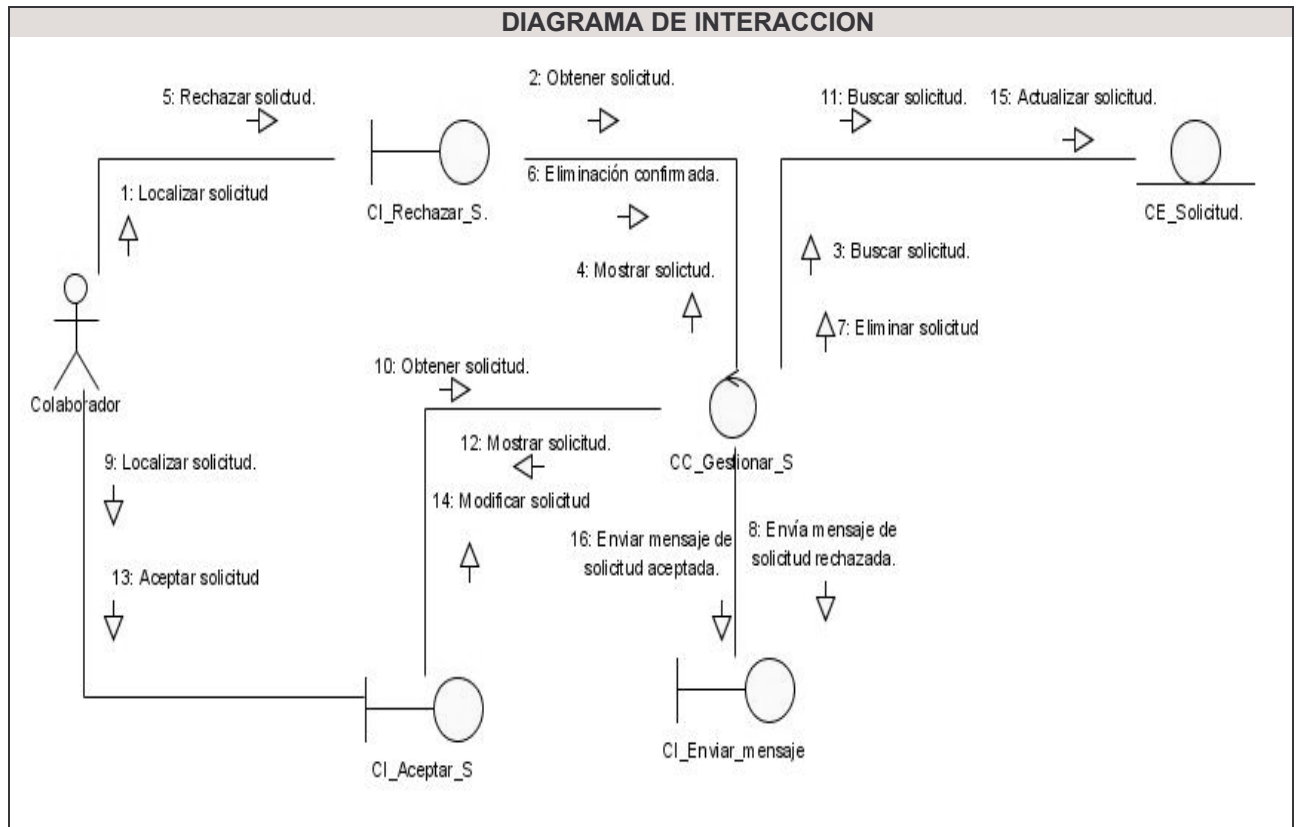 DIAGRAMA DE INTERACCION
2: Obtener solicitud.
5: Rechazar solictud.
11: Buscar solicitud.
15: Actualizar solicitud.
1: Localizar solicitud
6: Eliminación confirmada.
CI_Rechazar_S.
CE_Solicitud.
4: Mostrar solictud.
3: Buscar solicitud.
7: Eliminar solicitud
10: Obtener solicitud.
Colaborador
12: Mostrar solicitud.
CC_Gestionar_S
9: Localizar solicitud.
14: Modificar solicitud
16: Enviar mensaje de
solicitud aceptada.
8: Envía mensaje de
solicitud rechazada.
13: Aceptar solicitud
CI_Aceptar_S
CI_Enviar_mensaje